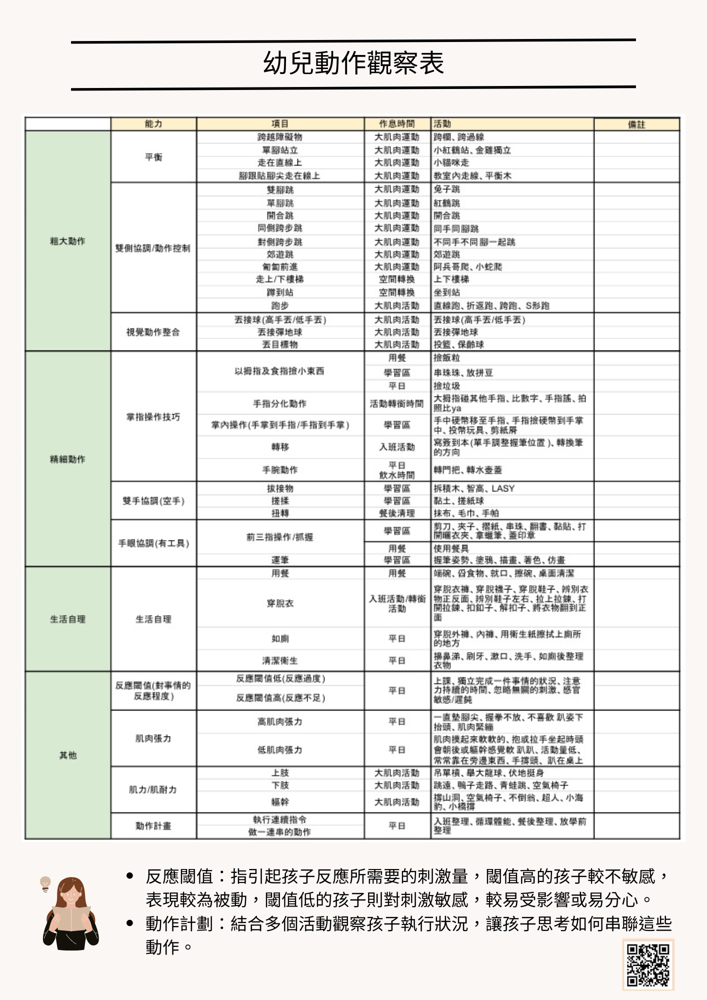 幼兒動作觀察表
能力 項目 作息時間 活動 備註
粗大動作
平衡
跨越障礙物 大肌肉運動 跨欄、跨過線
單腳站立 大肌肉運動 小紅鶴站、金雞獨立
走在直線上 大肌肉運動 小貓咪走
腳跟貼腳尖走在線上 大肌肉運動 教室內走線、平衡木
雙側協調/動作控制
雙腳跳 大肌肉運動 兔子跳
單腳跳 大肌肉運動 紅鶴跳
開合跳 大肌肉運動 開合跳
同側跨步跳 大肌肉運動 同手同腳跳
對側跨步跳 大肌肉運動 不同手不同腳一起跳
郊遊跳 大肌肉運動 郊遊跳
匍匐前進 大肌肉運動 阿兵哥爬、小蛇爬
走上/下樓梯 空間轉換 上下樓梯
蹲到站 空間轉換 坐到站
跑步 大肌肉活動 直線跑、折返跑、跨跑、S形跑
視覺動作整合
丟接球(高手丟/低手丟) 大肌肉活動 丟接球(高手丟/低手丟)
丟接彈地球 大肌肉活動 丟接彈地球
丟目標物 大肌肉活動 投籃、保齡球
精細動作
掌指操作技巧
以拇指及食指撿小東西
用餐 撿飯粒
學習區 串珠珠、放拼豆
平日 撿垃圾
手指分化動作 活動轉銜時間 大拇指碰其他手指、比數字、手指謠、拍
照比ya
掌內操作(手掌到手指/手指到手掌) 學習區 手中硬幣移至手指、手指撿硬幣到手掌
中、投幣玩具、剪紙屑
轉移 入班活動 寫簽到本(單手調整握筆位置)、轉換筆
的方向
手腕動作 平日
飲水時間 轉門把、轉水壺蓋
雙手協調(空手)
拔接物 學習區 拆積木、智高、LASY
搓揉 學習區 黏土、搓紙球
扭轉 餐後清理 抹布、毛巾、手帕
手眼協調(有工具)
前三指操作/抓握
學習區 剪刀、夾子、摺紙、串珠、翻書、黏貼、打
開曬衣夾、拿蠟筆、蓋印章
用餐 使用餐具
運筆 學習區 握筆姿勢、塗鴉、描畫、著色、仿畫
生活自理
生活自理
用餐 用餐 端碗、舀食物、就口、擦碗、桌面清潔
穿脫衣 入班活動/轉銜
活動 穿脫衣褲、穿脫襪子、穿脫鞋子、辨別衣
物正反面、辨別鞋子左右、拉上拉鍊、打
開拉鍊、扣釦子、解扣子、將衣物翻到正
面
如廁 平日 穿脫外褲、內褲、用衛生紙擦拭上廁所
的地方
清潔衛生 平日 擤鼻涕、刷牙、漱口、洗手、如廁後整理
衣物
其他
反應閾值(對事情的
反應程度)
反應閾值低(反應過度)
反應閾值高(反應不足)
平日 上課、獨立完成一件事情的狀況、注意
力持續的時間、忽略無關的刺激、感官
敏感/遲鈍
肌肉張力
高肌肉張力 平日 一直墊腳尖、握拳不放、不喜歡趴姿下
抬頭、肌肉緊繃
低肌肉張力 平日 肌肉摸起來軟軟的、抱或拉手坐起時頭
會朝後或軀幹感覺軟趴趴、活動量低、
常常靠在旁邊東西、手撐頭、趴在桌上
肌力/肌耐力
上肢 大肌肉活動 吊單槓、舉大龍球、伏地挺身
下肢 大肌肉活動 跳遠、鴨子走路、青蛙跳、空氣椅子
軀幹 大肌肉活動 撐山洞、空氣椅子、不倒翁、超人、小海
豹、小橋撐
動作計畫
執行連續指令
做一連串的動作
平日 入班整理、循環體能、餐後整理、放學前
整理
• 反應閾值：指引起孩子反應所需要的刺激量，閾值高的孩子較不敏感，
表現較為被動，閾值低的孩子則對刺激敏感，較易受影響或易分心。
• 動作計劃：結合多個活動觀察孩子執行狀況，讓孩子思考如何串聯這些
動作。